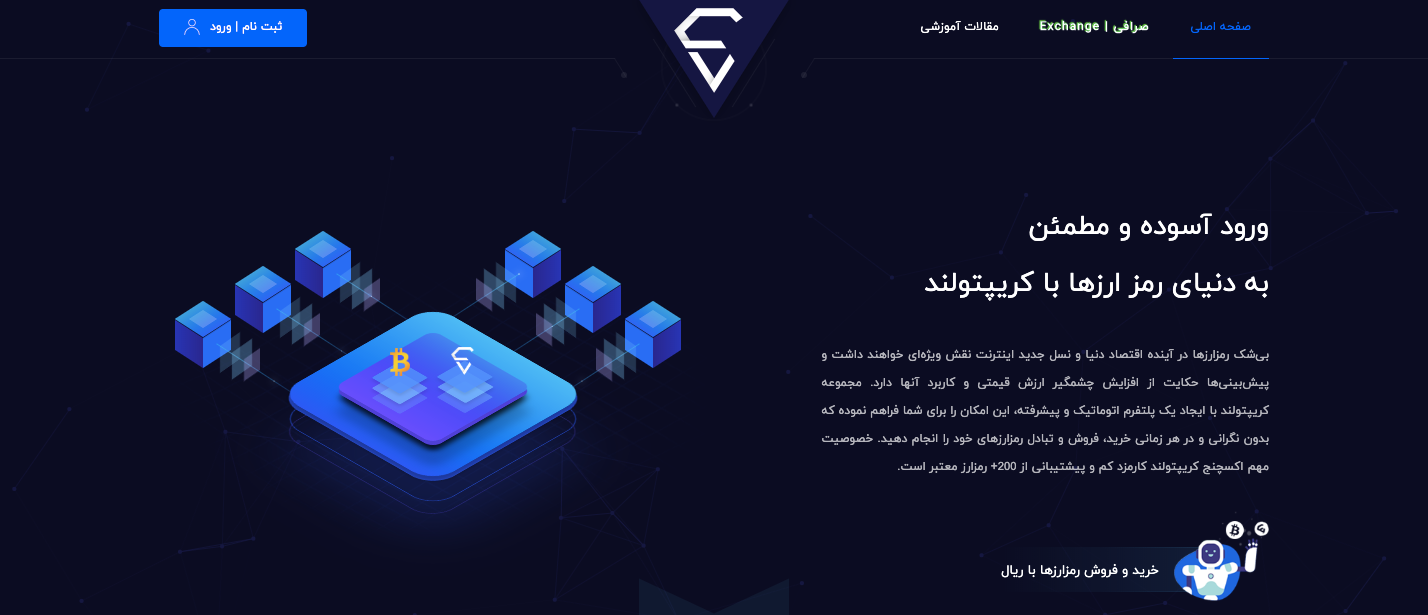 صفحه اصلی
صرافی | Exchange
مقالات آموزشی
ثبت نام | ورود
ورود آسوده و مطمئن
به دنیای رمز ارزها با کریپتولند
بی‌شک رمزارزها در آینده اقتصاد دنیا و نسل جدید اینترنت نقش ویژه‌ای خواهند داشت و
پیش‌بینی‌ها حکایت از افزایش چشمگیر ارزش قیمتی و کاربرد آنها دارد. مجموعه
کریپتولند با ایجاد یک پلتفرم اتوماتیک و پیشرفته، این امکان را برای شما فراهم نموده که
بدون نگرانی و در هر زمانی خرید، فروش و تبادل رمزارزهای خود را انجام دهید. خصوصیت
مهم اکسچنج کریپتولند کارمزد کم و پیشتیبانی از 200+ رمزارز معتبر است.
خرید و فروش رمزارزها با ریال